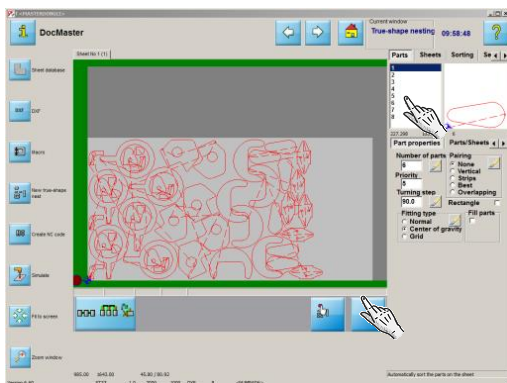 DocMaster
Current window
True-shape nesting 09:58:48
Sheet No 1 (1)
Parts Sheets Sorting Se
Sheet database
DXF
Macro
New true-shape
nest
Create NC code
Simulate
Fit to screen
Zoom window
1
2
3
4
5
6
7
8
Part properties Parts/Sheets
Number of parts Pairing
6
None
Vertical
Priority
Strips
5
Best
Turning step
Overlapping
90.0
Rectangle
Fitting type
Fill parts
Normal
Center of gravity
Grid
Automatically sort the parts on the sheet